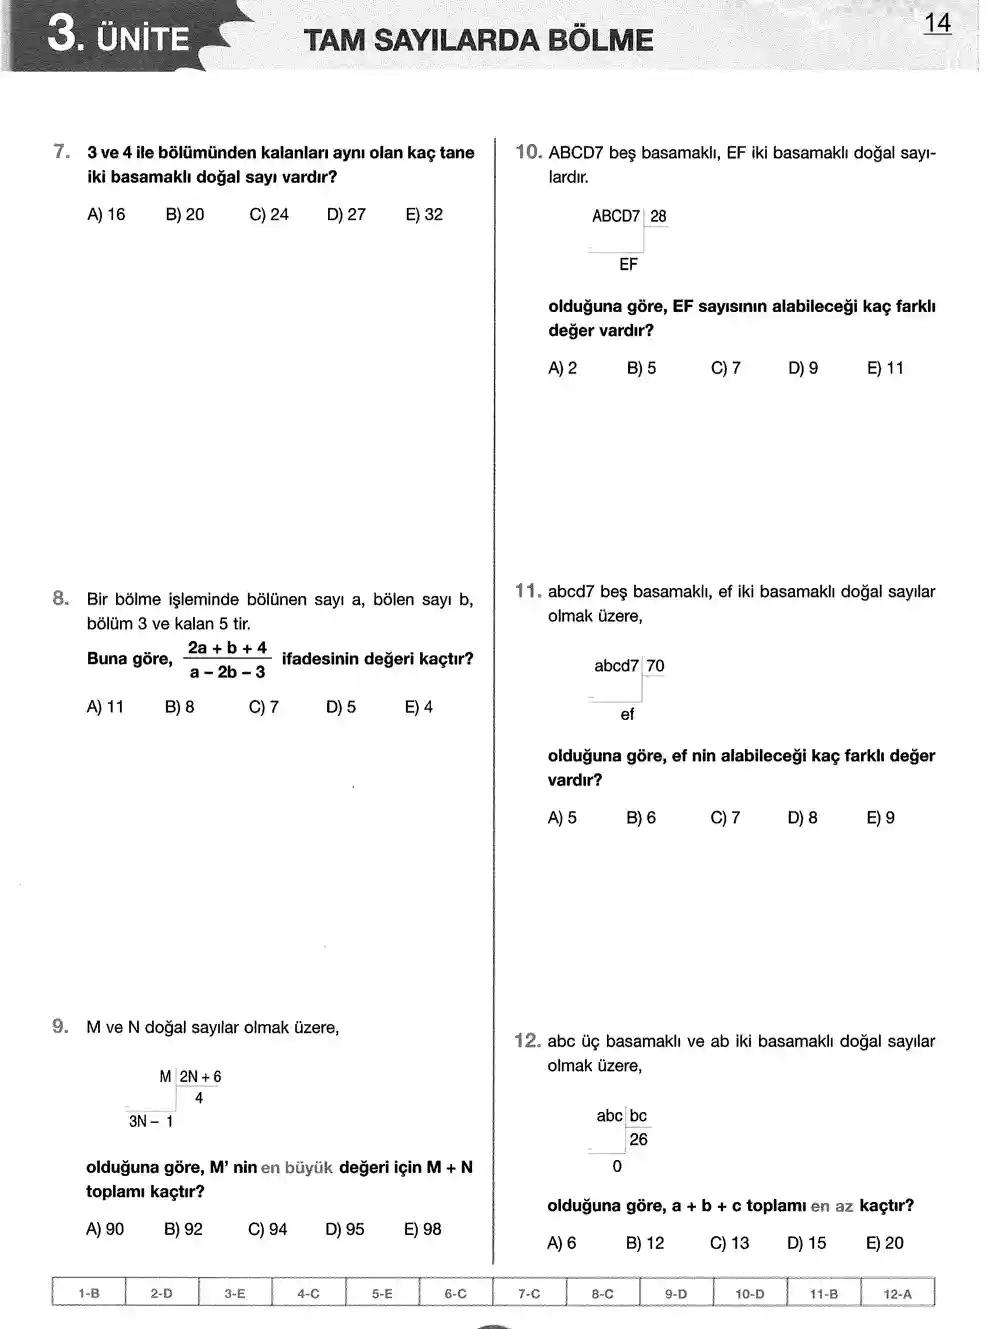 3. ÜNİTE
TAM SAYILARDA BÖLME
14
7. 3 ve 4 ile bölümünden kalanları aynı olan kaç tane
iki basamaklı doğal sayı vardır?
A) 16 B) 20 C) 24 D) 27 E) 32
8. Bir bölme işleminde bölünen sayı a, bölen sayı b,
bölüm 3 ve kalan 5 tir.
2a + b + 4
Buna göre, ifadesinin değeri kaçtır?
a – 2b – 3
A) 11 B) 8 C) 7 D) 5 E) 4
9. M ve N doğal sayılar olmak üzere,
M 2N + 6
4
3N – 1
olduğuna göre, M' nin en büyük değeri için M + N
toplamı kaçtır?
A) 90 B) 92 C) 94 D) 95 E) 98
10. ABCD7 beş basamaklı, EF iki basamaklı doğal sayı-
lardır.
ABCD7 28
EF
olduğuna göre, EF sayısının alabileceği kaç farklı
değer vardır?
A) 2 B) 5 C) 7 D) 9 E) 11
11. abcd7 beş basamaklı, ef iki basamaklı doğal sayılar
olmak üzere,
abcd7 70
ef
olduğuna göre, ef nin alabileceği kaç farklı değer
vardır?
A) 5 B) 6 C) 7 D) 8 E) 9
12. abc üç basamaklı ve ab iki basamaklı doğal sayılar
olmak üzere,
abc bc
26
0
olduğuna göre, a + b + c toplamı en az kaçtır?
A) 6 B) 12 C) 13 D) 15 E) 20
1-B 2-D 3-E 4-C 5-E 6-C 7-C 8-C 9-D 10-D 11-B 12-A